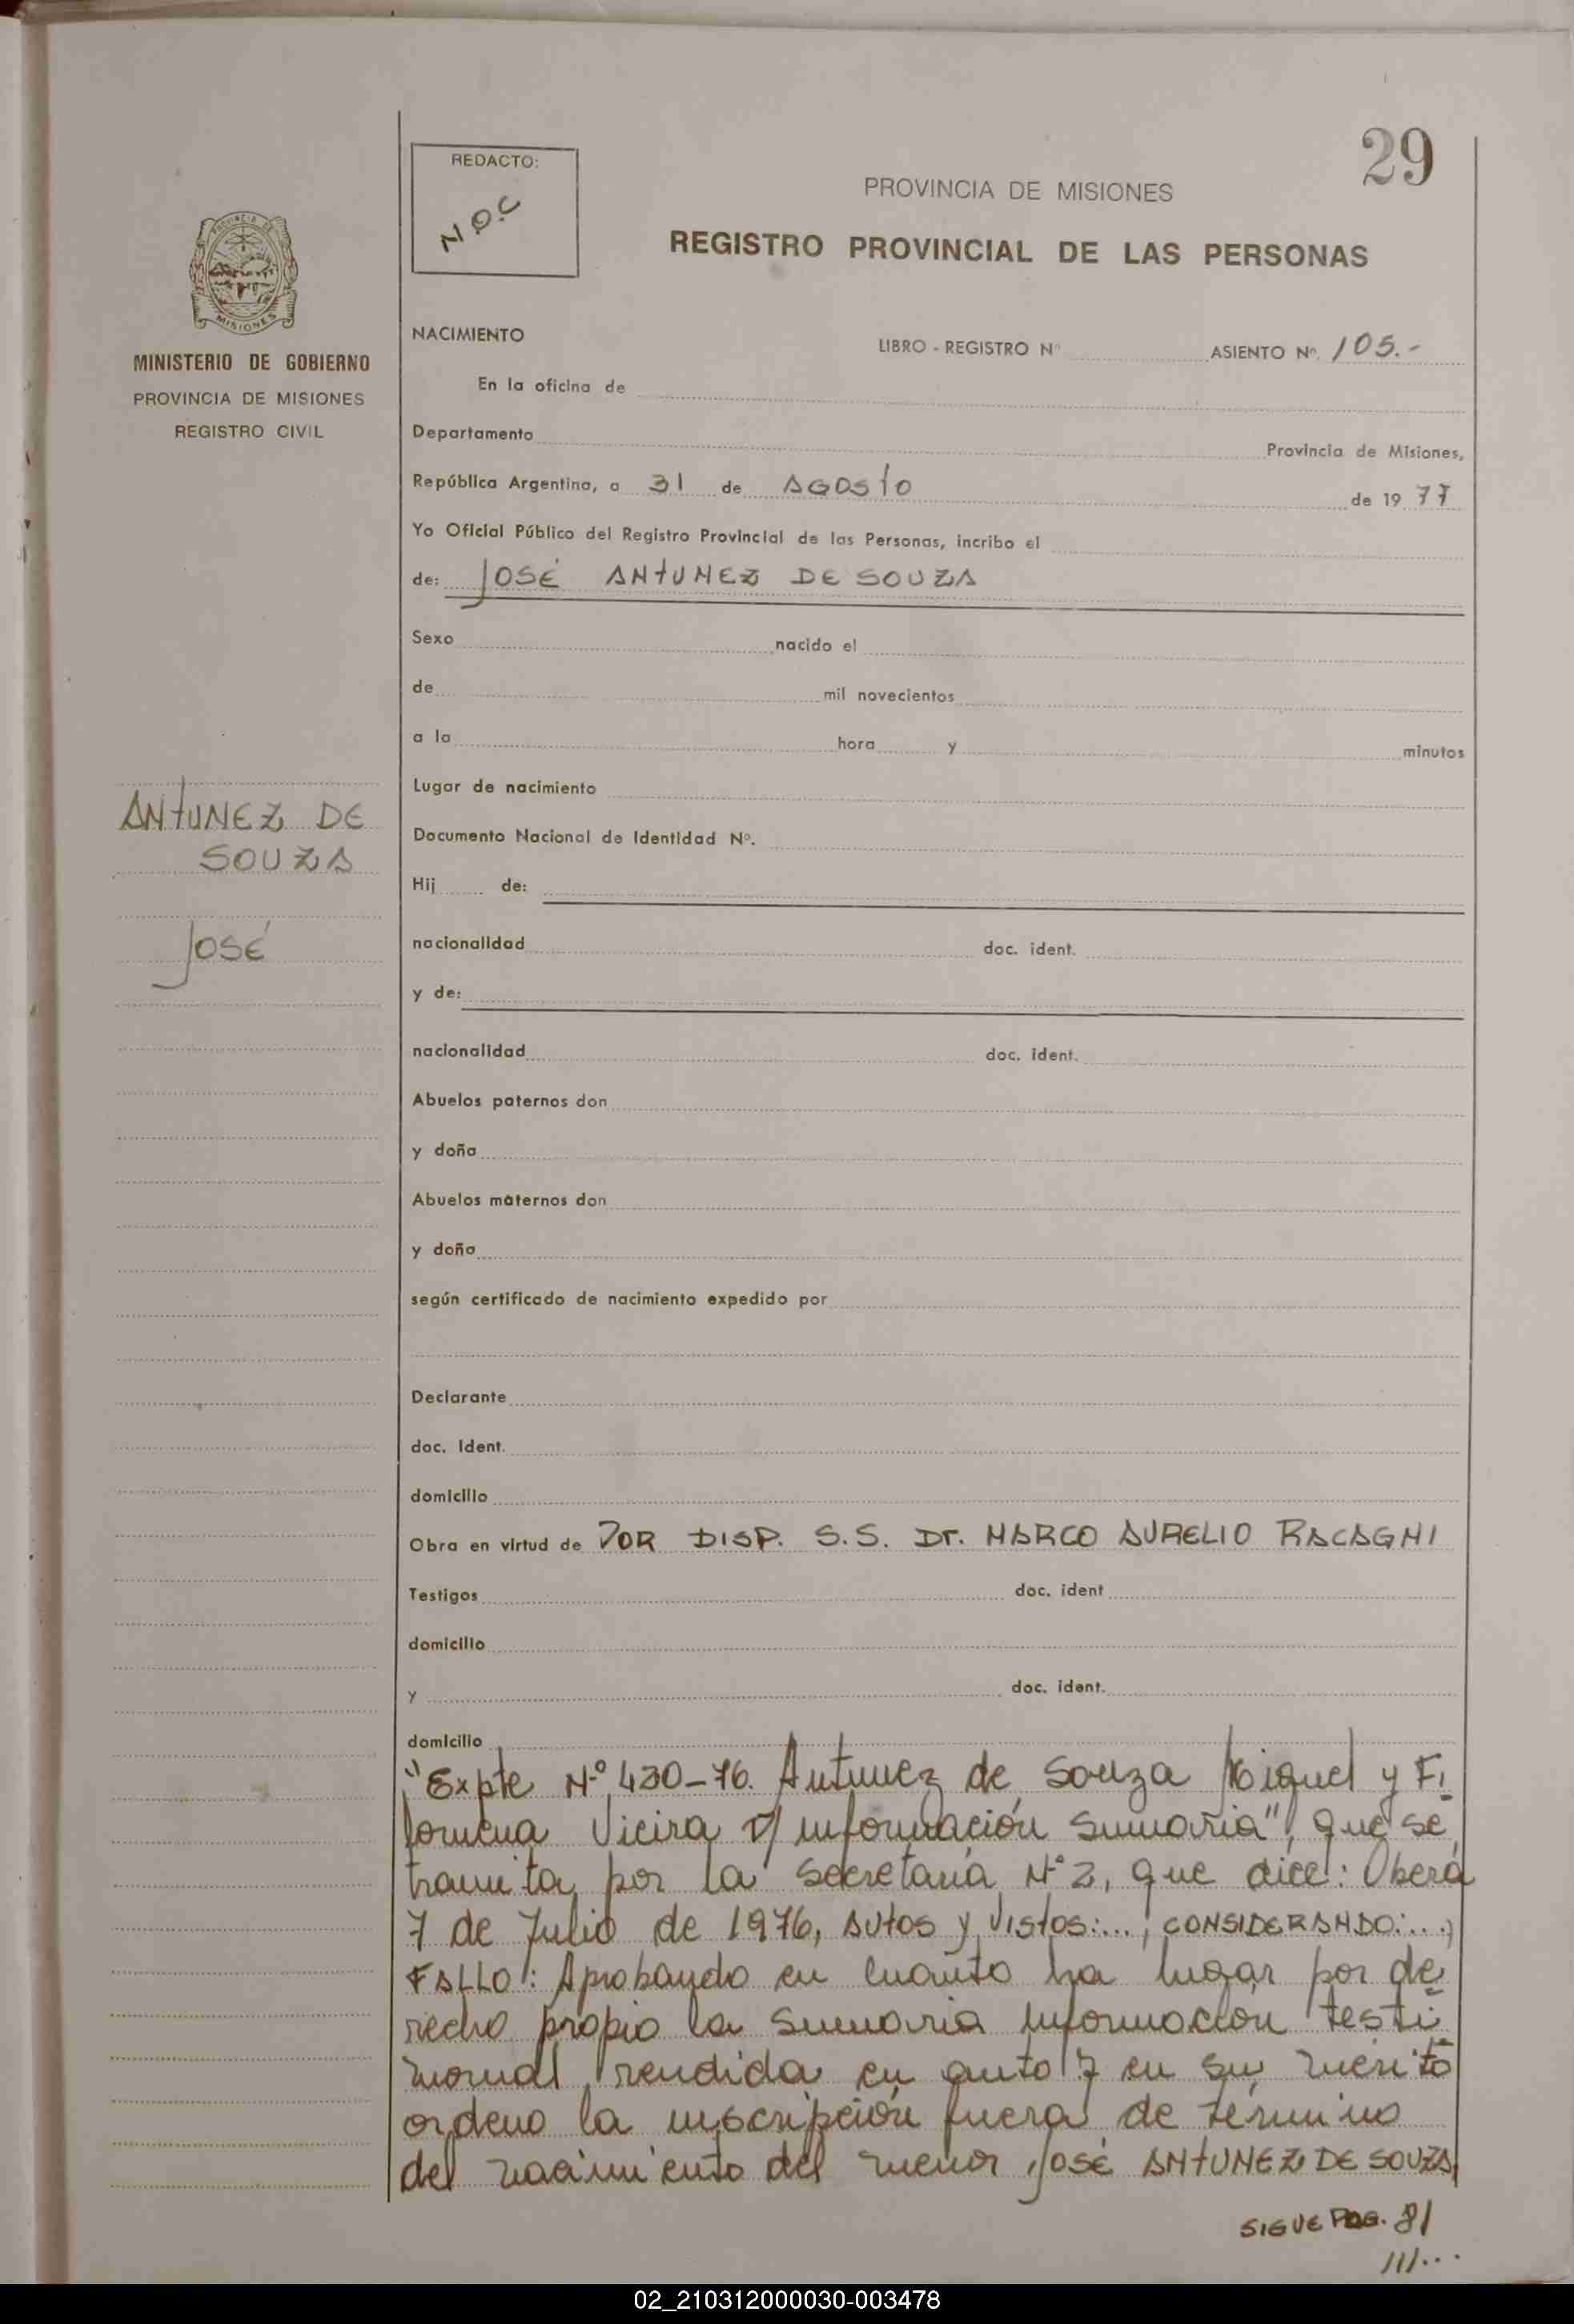 29
REDACTO:
N.O.C
PROVINCIA DE MISIONES
REGISTRO PROVINCIAL DE LAS PERSONAS
PROVINCIA DE
MISIONES
MINISTERIO DE GOBIERNO
PROVINCIA DE MISIONES
REGISTRO CIVIL
NACIMIENTO
LIBRO - REGISTRO Nº ASIENTO Nº. 105.-
En la oficina de
Departamento Provincia de Misiones,
República Argentina, a 31 de AGOSTO de 19 77
Yo Oficial Público del Registro Provincial de las Personas, incribo el
de: JOSÉ ANTUNEZ DE SOUZA
Sexo nacido el
de mil novecientos
a la hora y minutos
Lugar de nacimiento
ANTUNEZ DE
SOUZA
JOSÉ
Documento Nacional de Identidad Nº.
Hij de:
nacionalidad doc. ident.
y de:
nacionalidad doc. ident.
Abuelos paternos don
y doña
Abuelos maternos don
y doña
según certificado de nacimiento expedido por
Declarante
doc. Ident.
domicilio
Obra en virtud de POR DISP. S.S. Dr. MARCO AURELIO RACAGNI
Testigos doc. ident
domicilio
y doc. ident.
domicilio
"Expte Nº 430-76. Antunez de Souza Miguel y Fi
lomena Vieira s/ información sumaria", que se
tramita por la secretaría Nº 2, que dice: Oberá
7 de Julio de 1976, AUTOS Y VISTOS:...; CONSIDERANDO:...;
FALLO: Aprobando en cuanto ha lugar por de
recho propio la sumaria información testi
monial rendida en auto y en su merito
ordeno la inscripción fuera de término
del nacimiento del menor JOSÉ ANTUNEZ DE SOUZA,
SIGUE PAG. 81
///...
02_210312000030-003478